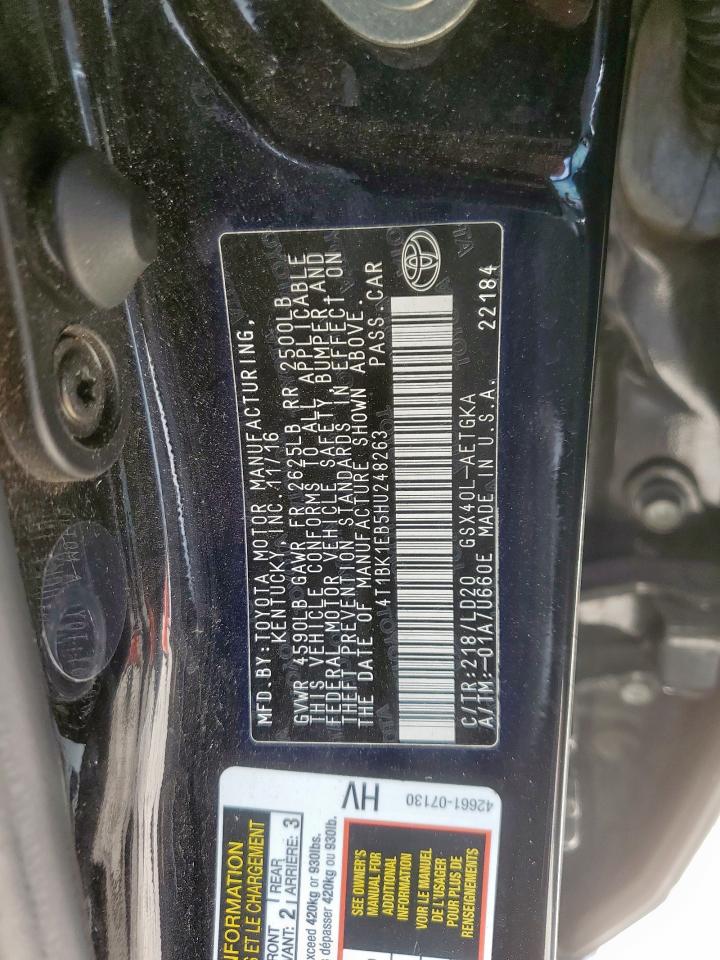 MFD.BY:TOYOTA MOTOR MANUFACTURING,
KENTUCKY, INC. 11/16
GVWR 4590LB GAWR FR 2625LB RR 2500LB
THIS VEHICLE CONFORMS TO ALL APPLICABLE
FEDERAL MOTOR VEHICLE SAFETY, BUMPER AND
THEFT PREVENTION STANDARDS IN EFFECT ON
THE DATE OF MANUFACTURE SHOWN ABOVE.
4T1BK1EB5HU248263 PASS.CAR
C/TR:218/LD20 GSX40L-AETGKA
A/TM:-01A/U660E MADE IN U.S.A. 22184
INFORMATION
S ET LE CHARGEMENT
FRONT 2 REAR 3
AVANT: ARRIÈRE:
exceed 420kg or 930lbs.
s dépasser 420kg ou 930lb.
HV
SEE OWNER'S
MANUAL FOR
ADDITIONAL
INFORMATION
VOIR LE MANUEL
DE L'USAGER
POUR PLUS DE
RENSEIGNEMENTS
42661-07130